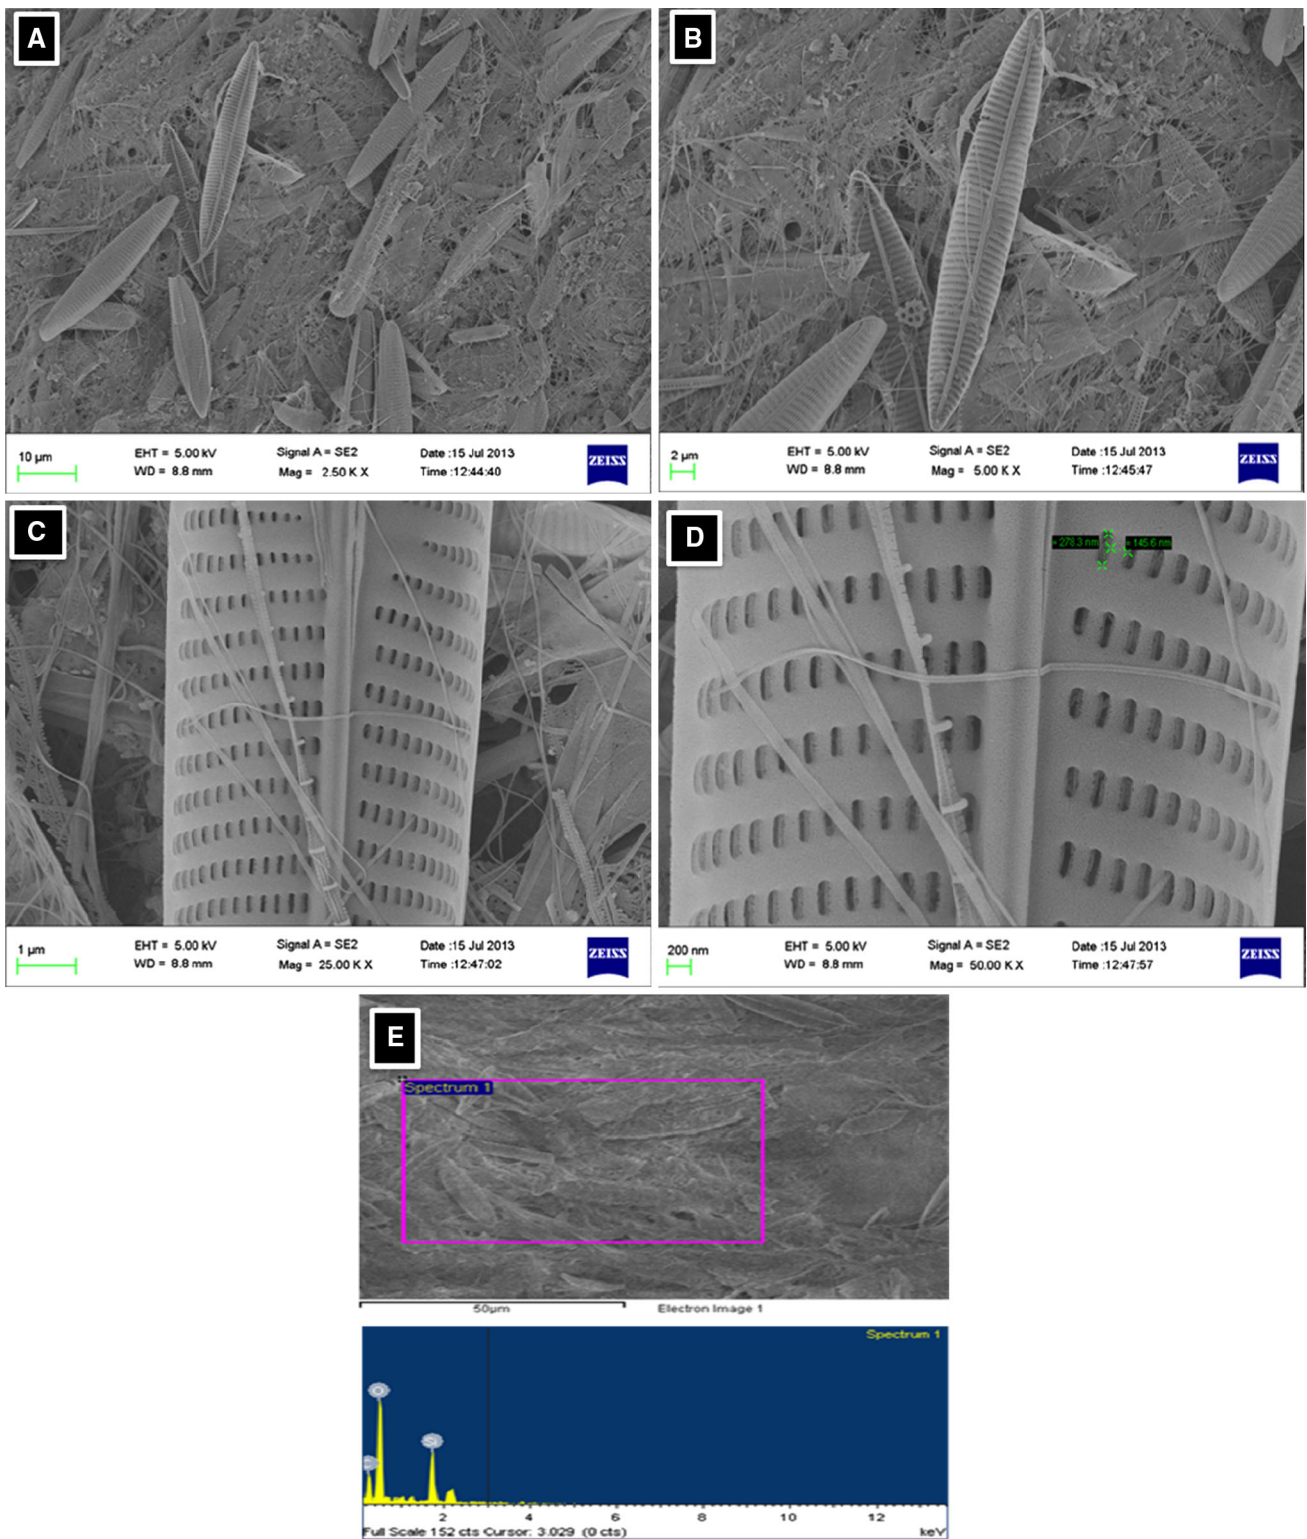 A
10 µm
EHT = 5.00 kV
Signal A = SE2
Date :15 Jul 2013
WD = 8.8 mm
Mag = 2.50 K X
Time :12:44:40
ZEISS
B
2 µm
EHT = 5.00 kV
Signal A = SE2
Date :15 Jul 2013
WD = 8.8 mm
Mag = 5.00 K X
Time :12:45:47
ZEISS
C
1 µm
EHT = 5.00 kV
Signal A = SE2
Date :15 Jul 2013
WD = 8.8 mm
Mag = 25.00 K X
Time :12:47:02
ZEISS
D
= 278.3 nm
= 145.6 nm
200 nm
EHT = 5.00 kV
Signal A = SE2
Date :15 Jul 2013
WD = 8.8 mm
Mag = 50.00 K X
Time :12:47:57
ZEISS
E
Spectrum 1
50µm
Electron Image 1
Spectrum 1
O
2 4 6 8 10 12
Full Scale 152 cts Cursor: 3.029 (0 cts)
keV